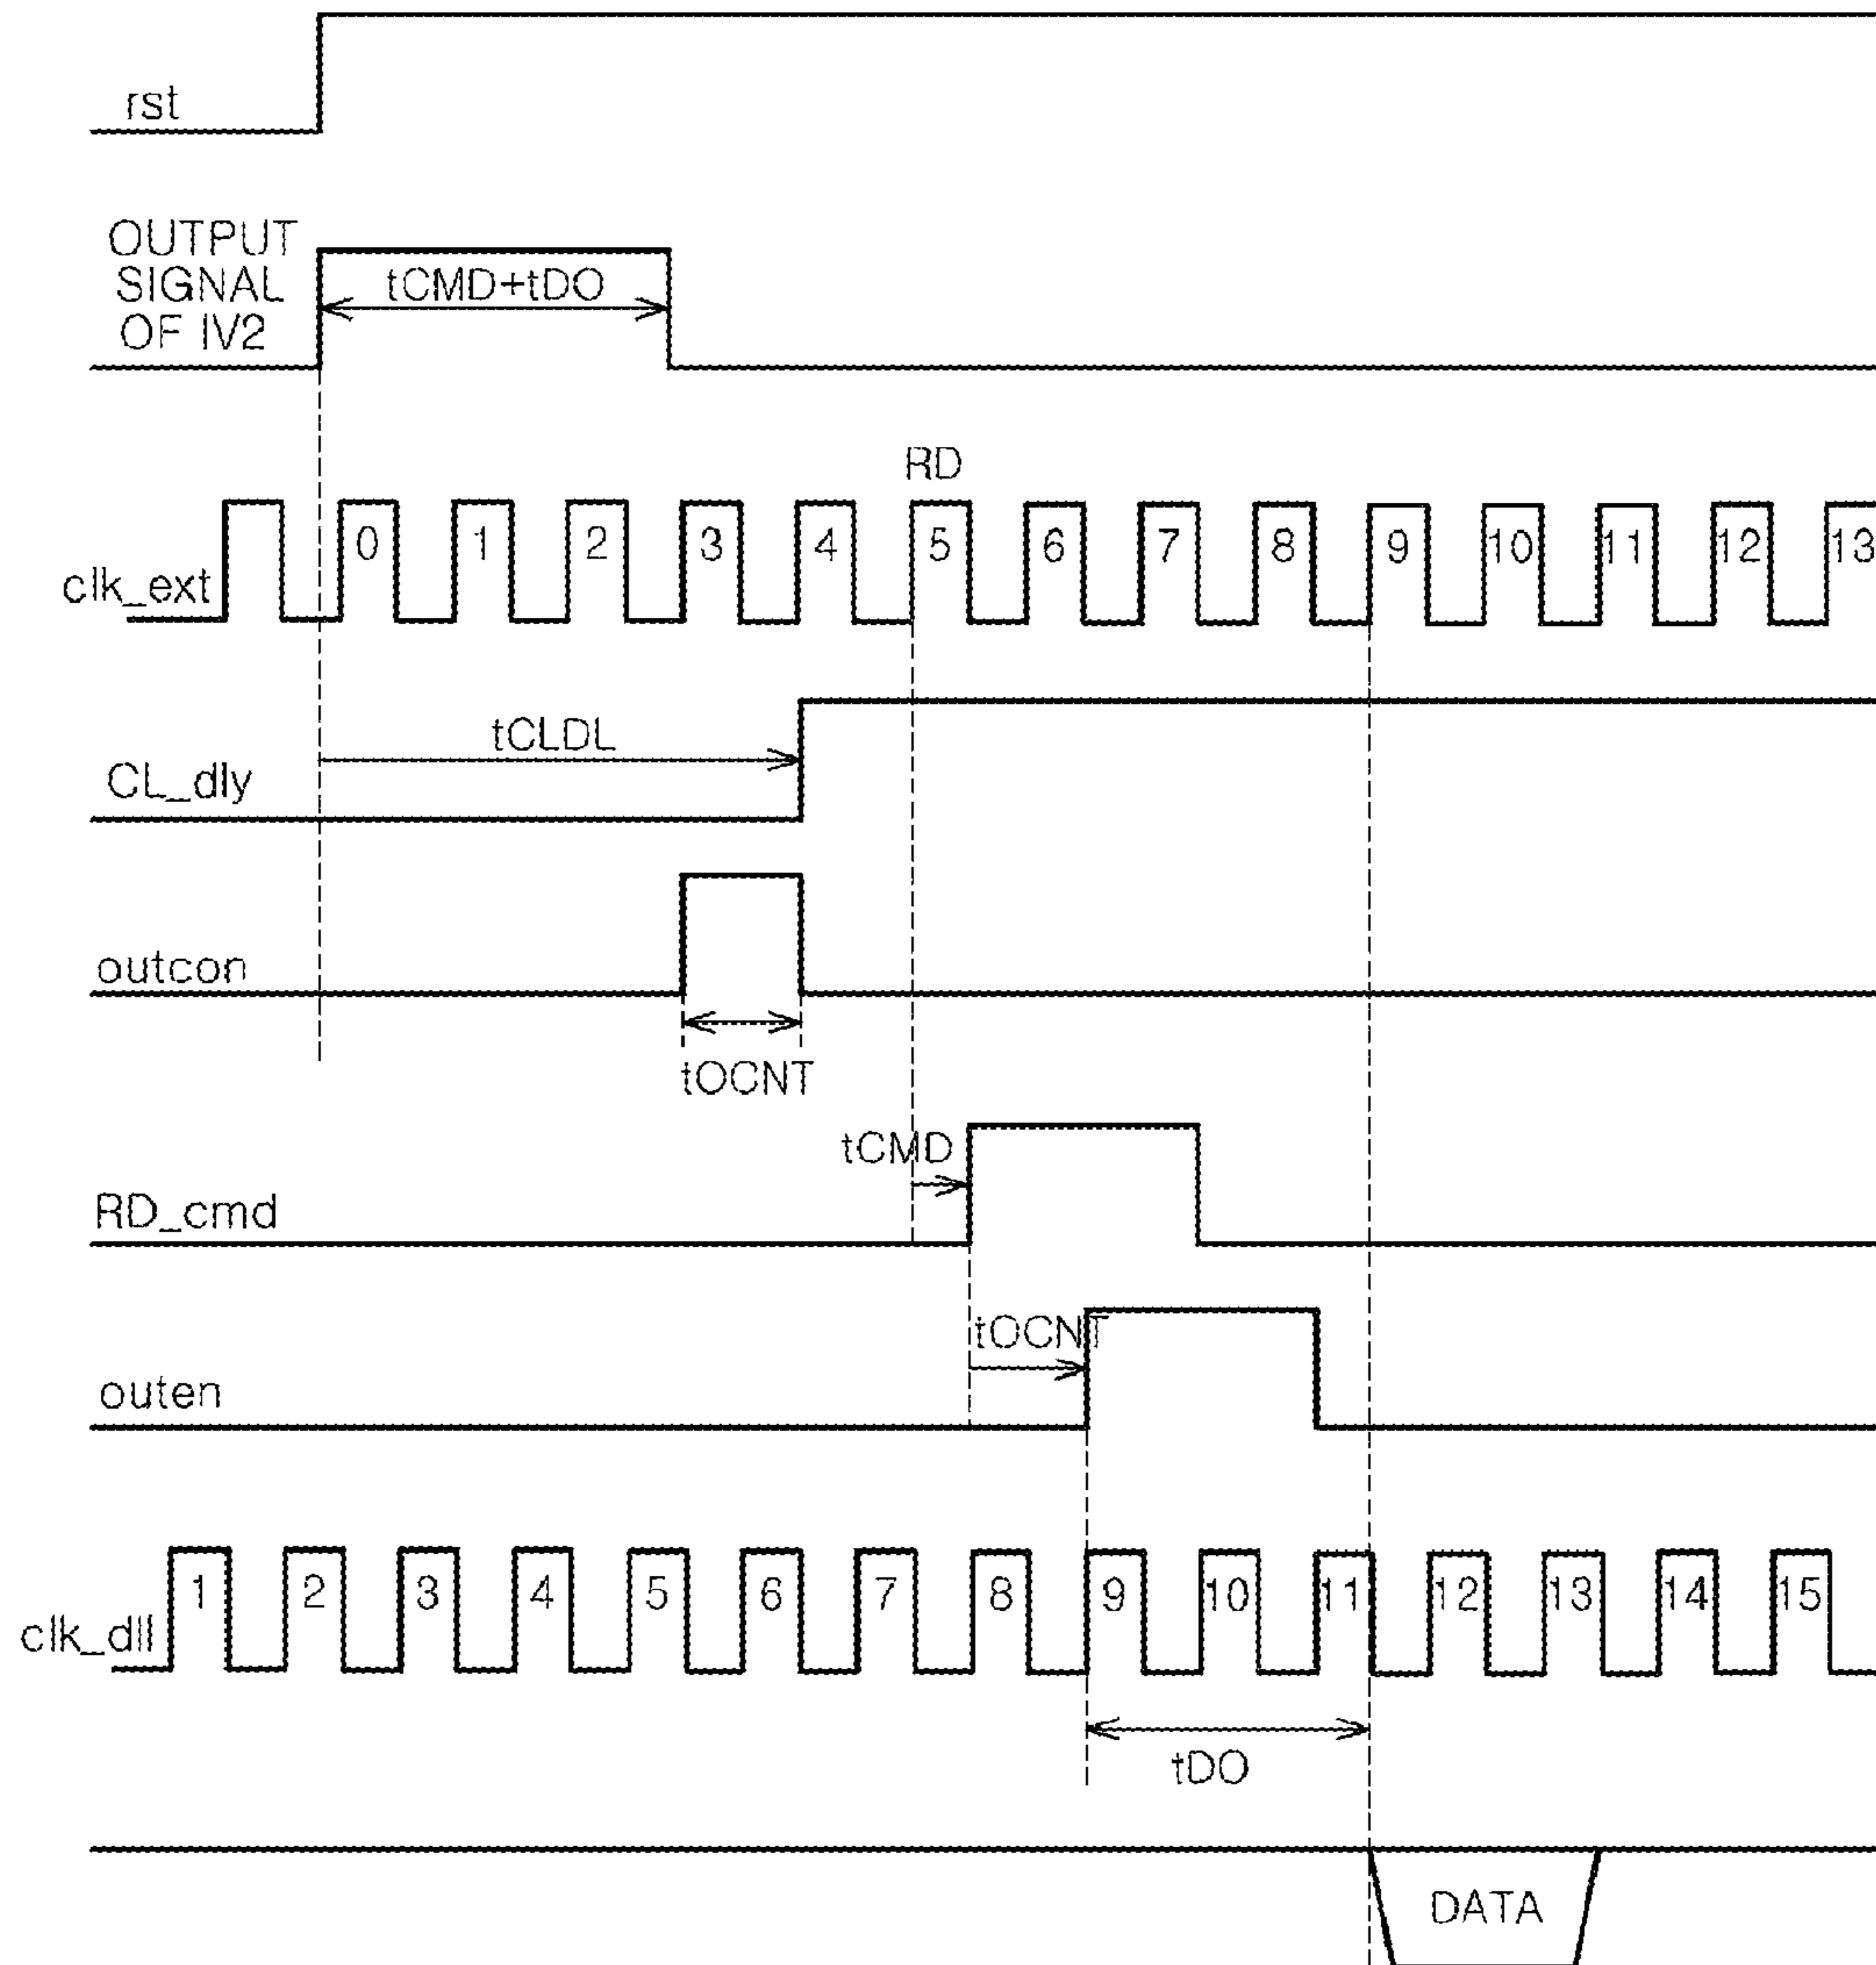 rst
OUTPUT
SIGNAL
OF IV2
tCMD+tDO
RD
clk_ext
0 1 2 3 4 5 6 7 8 9 10 11 12 13
tCLDL
CL_dly
outcon
tOCNT
tCMD
RD_cmd
tOCNT
outen
clk_dll
1 2 3 4 5 6 7 8 9 10 11 12 13 14 15
tDO
DATA